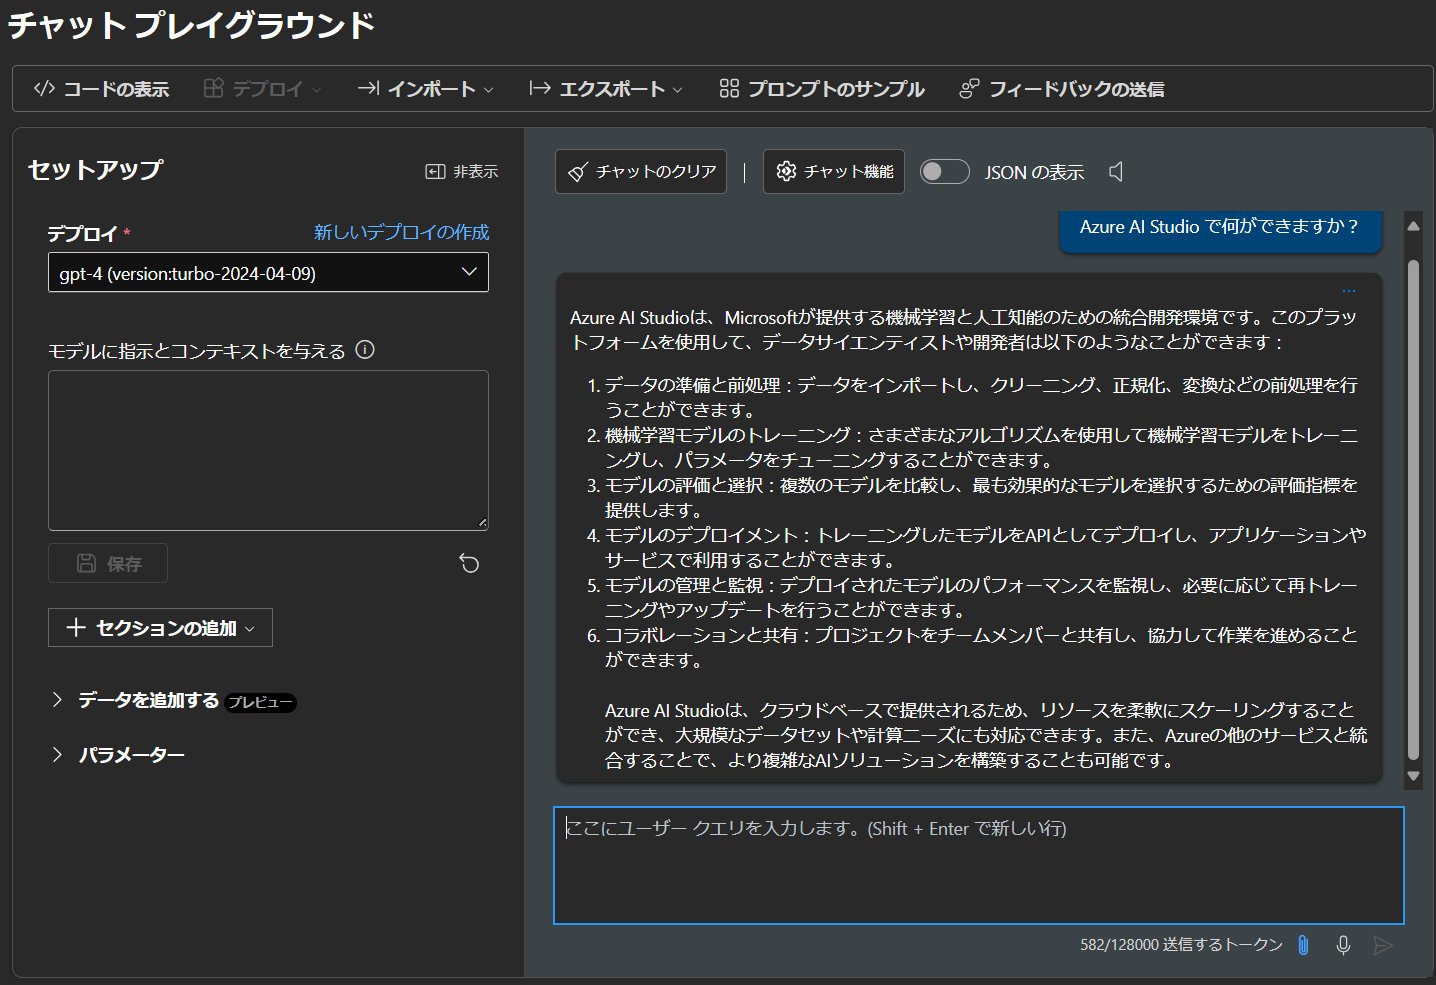 チャット プレイグラウンド
コードの表示 デプロイ インポート エクスポート プロンプトのサンプル フィードバックの送信
セットアップ
非表示
デプロイ *
新しいデプロイの作成
gpt-4 (version:turbo-2024-04-09)
モデルに指示とコンテキストを与える
保存
セクションの追加
データを追加する プレビュー
パラメーター
チャットのクリア | チャット機能 JSON の表示
Azure AI Studio で何ができますか？
...
Azure AI Studioは、Microsoftが提供する機械学習と人工知能のための統合開発環境です。このプラッ
トフォームを使用して、データサイエンティストや開発者は以下のようなことができます：
1. データの準備と前処理：データをインポートし、クリーニング、正規化、変換などの前処理を行
うことができます。
2. 機械学習モデルのトレーニング：さまざまなアルゴリズムを使用して機械学習モデルをトレーニ
ングし、パラメータをチューニングすることができます。
3. モデルの評価と選択：複数のモデルを比較し、最も効果的なモデルを選択するための評価指標を
提供します。
4. モデルのデプロイメント：トレーニングしたモデルをAPIとしてデプロイし、アプリケーションや
サービスで利用することができます。
5. モデルの管理と監視：デプロイされたモデルのパフォーマンスを監視し、必要に応じて再トレー
ニングやアップデートを行うことができます。
6. コラボレーションと共有：プロジェクトをチームメンバーと共有し、協力して作業を進めること
ができます。
Azure AI Studioは、クラウドベースで提供されるため、リソースを柔軟にスケーリングすること
ができ、大規模なデータセットや計算ニーズにも対応できます。また、Azureの他のサービスと統
合することで、より複雑なAIソリューションを構築することも可能です。
ここにユーザー クエリを入力します。(Shift + Enter で新しい行)
582/128000 送信するトークン